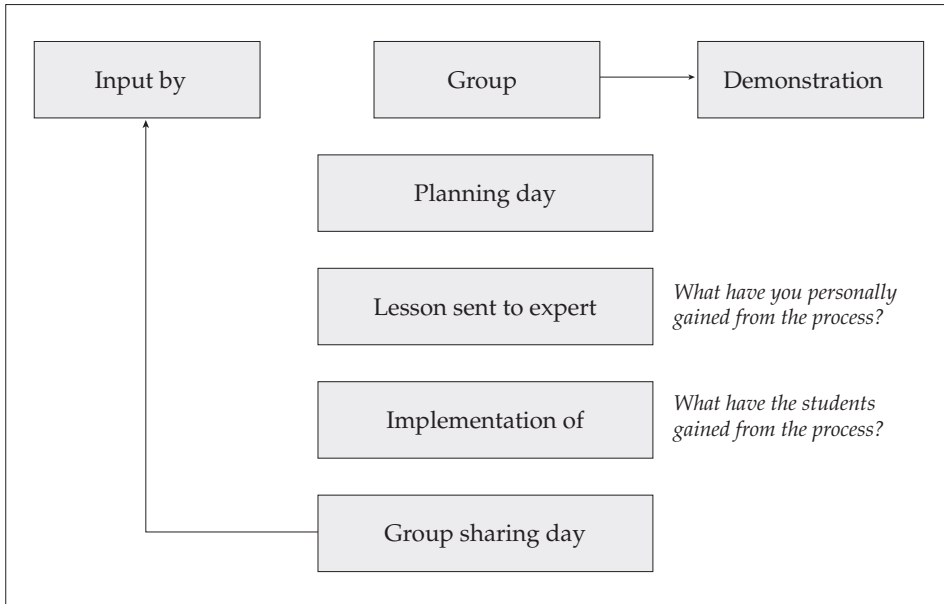 Input by
Group
Demonstration
Planning day
Lesson sent to expert
What have you personally
gained from the process?
Implementation of
What have the students
gained from the process?
Group sharing day